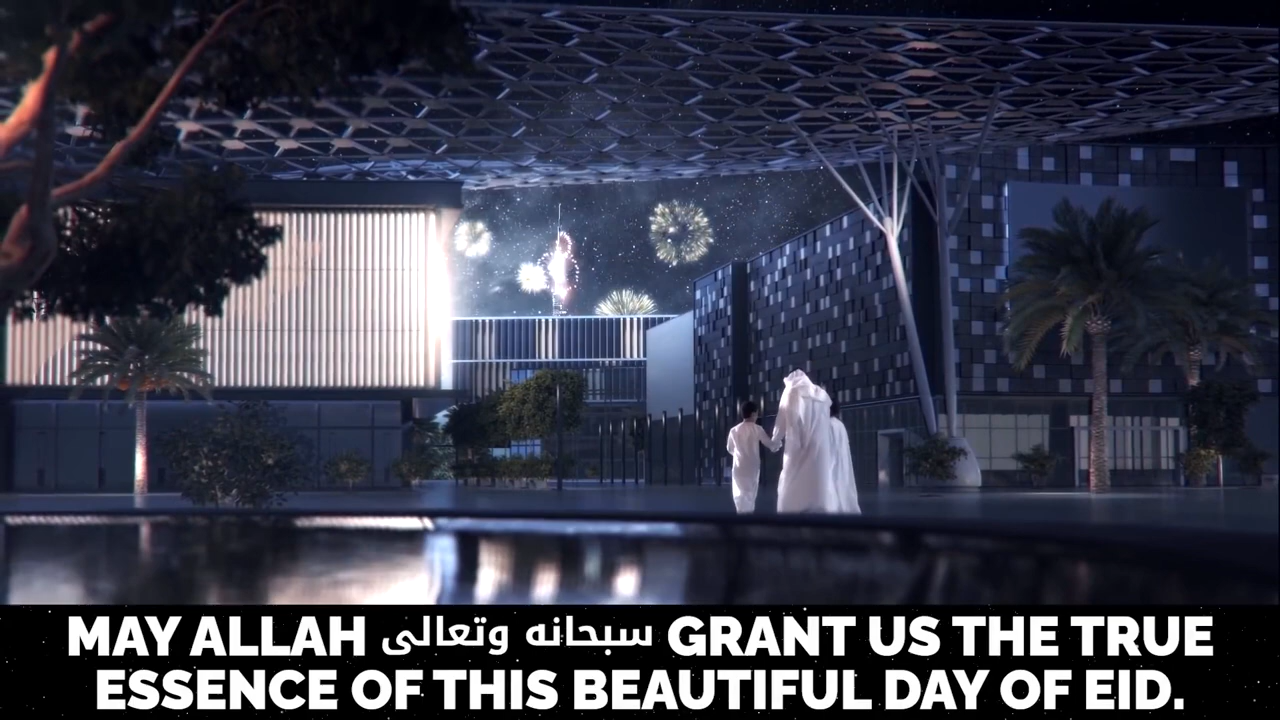 MAY ALLAH سبحانه وتعالى GRANT US THE TRUE
ESSENCE OF THIS BEAUTIFUL DAY OF EID.